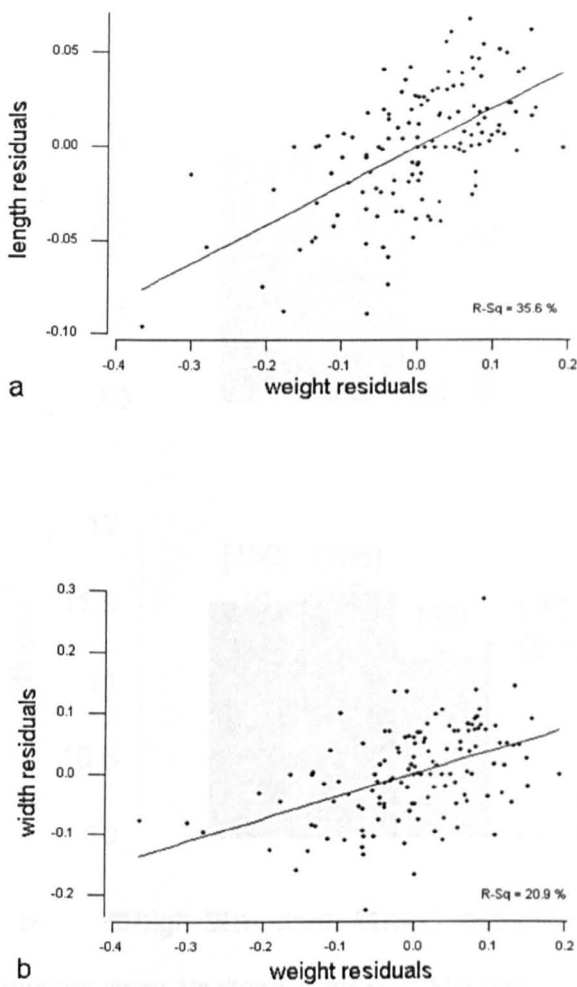 0.05
0.00
-0.05
-0.10
length residuals
R-Sq = 35.6 %
-0.4 -0.3 -0.2 -0.1 0.0 0.1 0.2
weight residuals
a
0.3
0.2
0.1
0.0
-0.1
-0.2
width residuals
R-Sq = 20.9 %
-0.4 -0.3 -0.2 -0.1 0.0 0.1 0.2
weight residuals
b